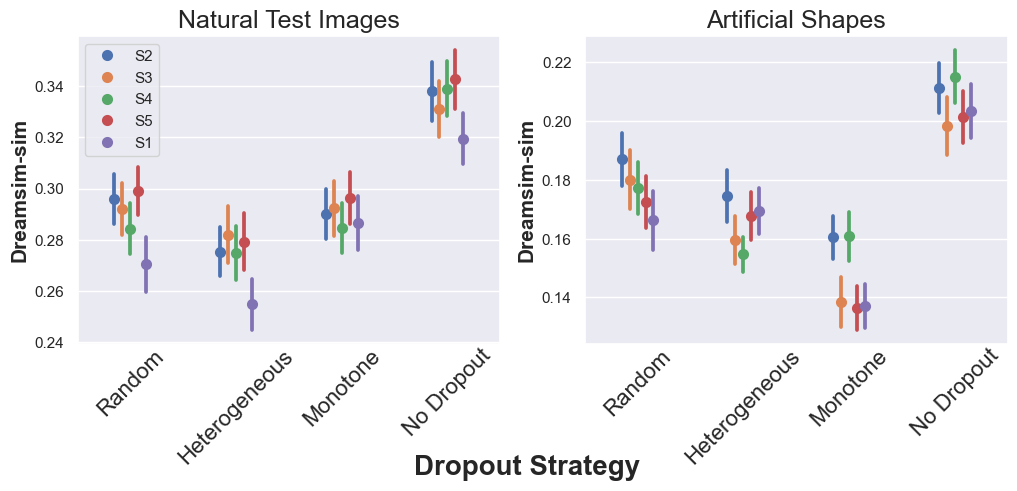 Natural Test Images
Artificial Shapes
Dreamsim-sim
0.34
0.32
0.30
0.28
0.26
0.24
S2
S3
S4
S5
S1
Random
Heterogeneous
Monotone
No Dropout
Dreamsim-sim
0.22
0.20
0.18
0.16
0.14
Random
Heterogeneous
Monotone
No Dropout
Dropout Strategy